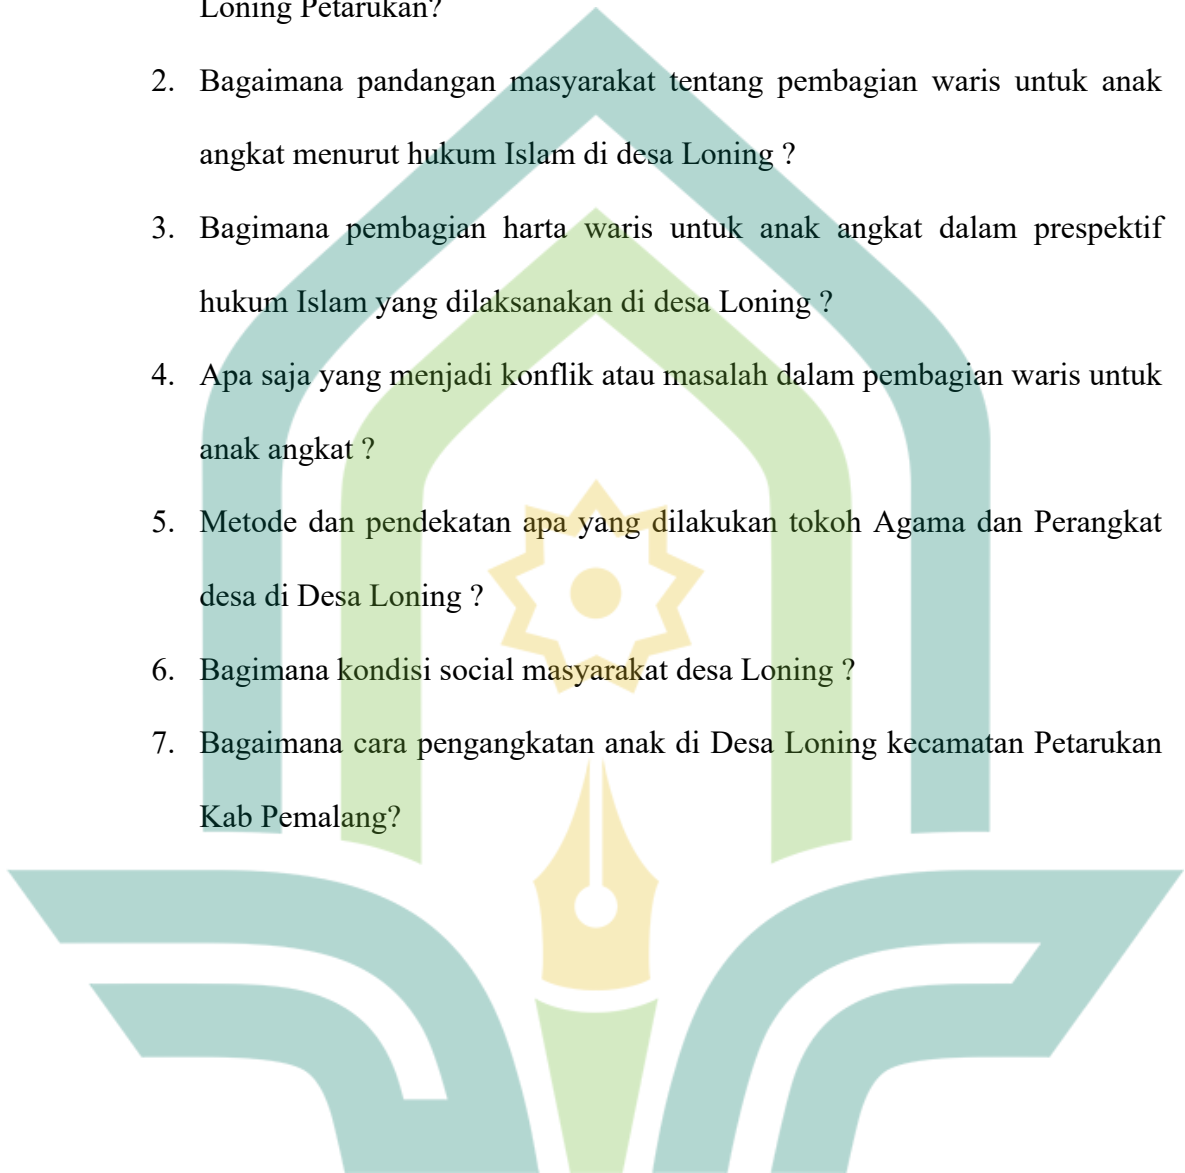 Loning Petarukan?
2. Bagaimana pandangan masyarakat tentang pembagian waris untuk anak
angkat menurut hukum Islam di desa Loning ?
3. Bagimana pembagian harta waris untuk anak angkat dalam prespektif
hukum Islam yang dilaksanakan di desa Loning ?
4. Apa saja yang menjadi konflik atau masalah dalam pembagian waris untuk
anak angkat ?
5. Metode dan pendekatan apa yang dilakukan tokoh Agama dan Perangkat
desa di Desa Loning ?
6. Bagimana kondisi social masyarakat desa Loning ?
7. Bagaimana cara pengangkatan anak di Desa Loning kecamatan Petarukan
Kab Pemalang?